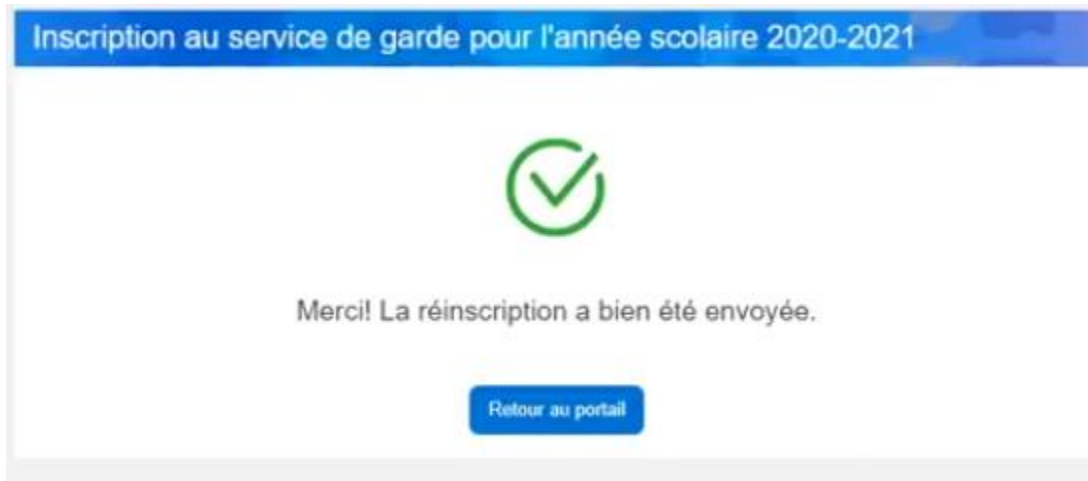 Inscription au service de garde pour l'année scolaire 2020-2021
Merci! La réinscription a bien été envoyée.
Retour au portail